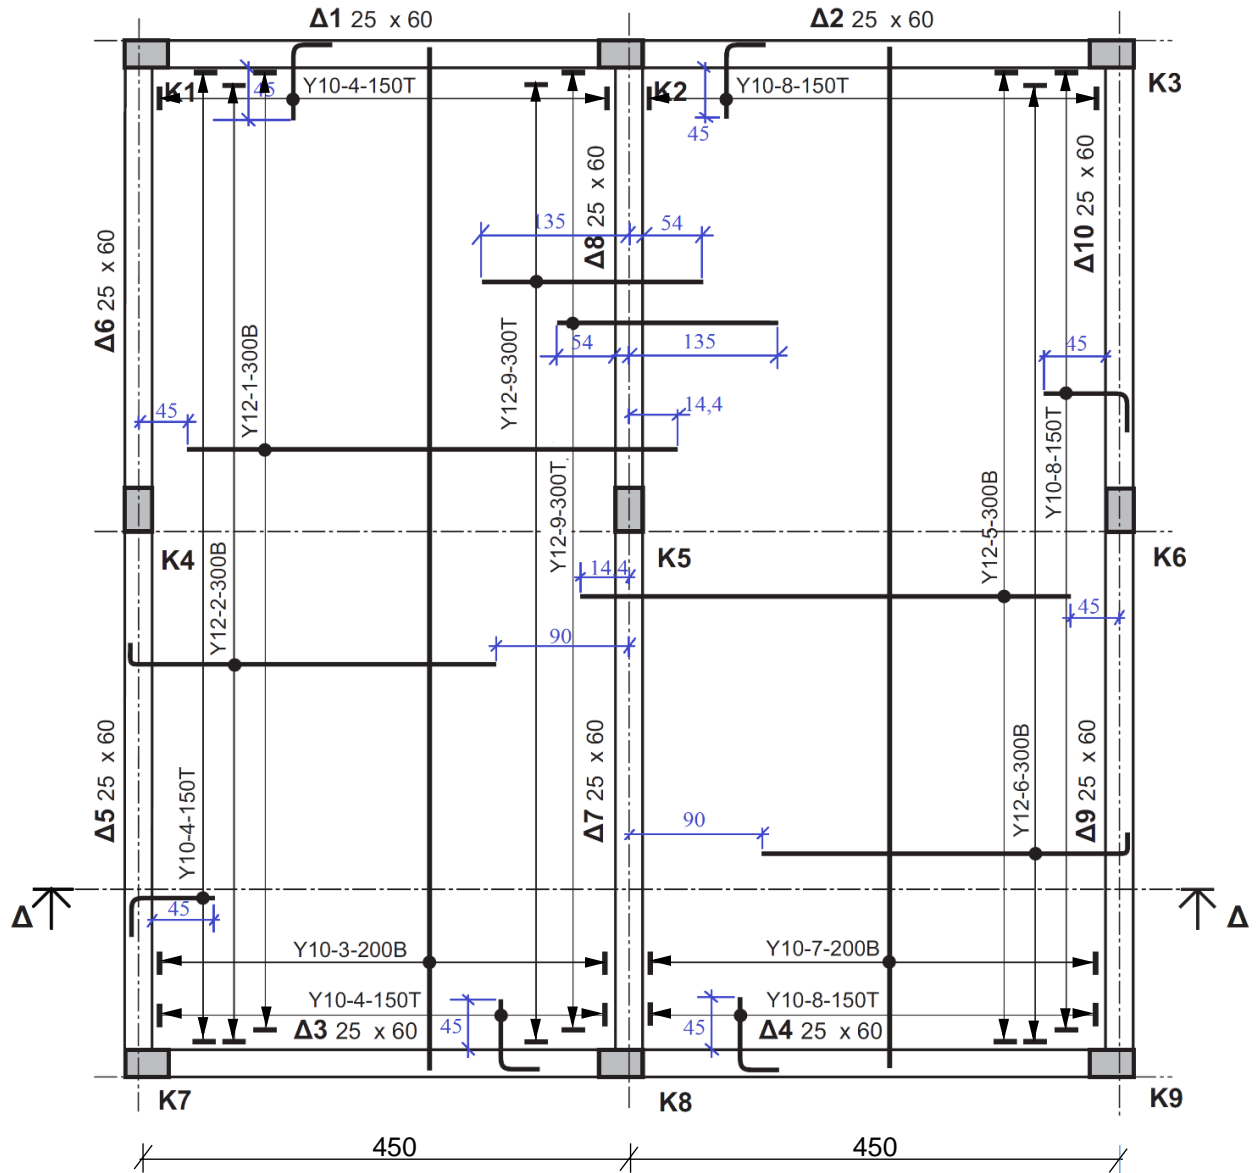 Δ1 25 x 60
Δ2 25 x 60
K1
45
Y10-4-150T
K2
Y10-8-150T
K3
45
Δ6 25 x 60
Δ8 25 x 60
Δ10 25 x 60
135
54
54
135
Y12-1-300B
Y12-9-300T
45
45
14,4
Y10-8-150T
Y12-9-300T.
Y12-5-300B
K4
K5
K6
Y12-2-300B
14,4
45
90
Δ5 25 x 60
Δ7 25 x 60
Δ9 25 x 60
Y12-6-300B
Y10-4-150T
90
Δ
Δ
45
Y10-3-200B
Y10-7-200B
Y10-4-150T
Y10-8-150T
45
45
Δ3 25 x 60
Δ4 25 x 60
K7
K8
K9
450
450